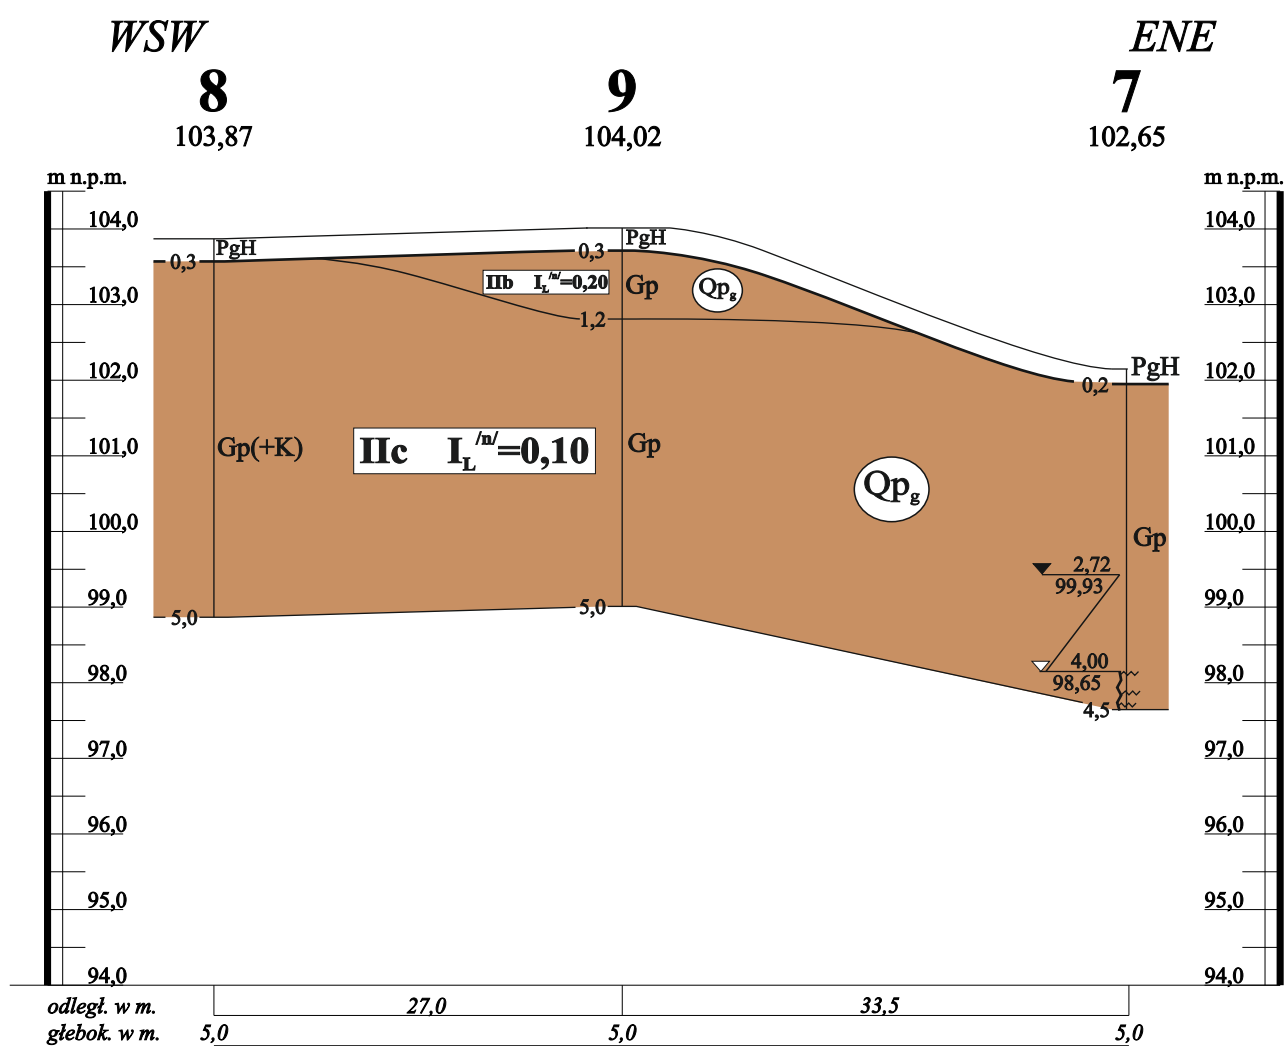 WSW ENE
8 9 7
103,87 104,02 102,65
m n.p.m. m n.p.m.
104,0 104,0
PgH PgH
0,3 0,3
IIb I_L^/n/=0,20 Gp Qp_g
103,0 103,0
1,2
102,0 PgH 102,0
0,2
101,0 Gp(+K) IIc I_L^/n/=0,10 Gp 101,0
Qp_g
100,0 Gp 100,0
2,72
99,93
99,0 99,0
5,0 5,0
4,00
98,0 98,65 98,0
4,5
97,0 97,0
96,0 96,0
95,0 95,0
94,0 94,0
odległ. w m. 27,0 33,5
głebok. w m. 5,0 5,0 5,0